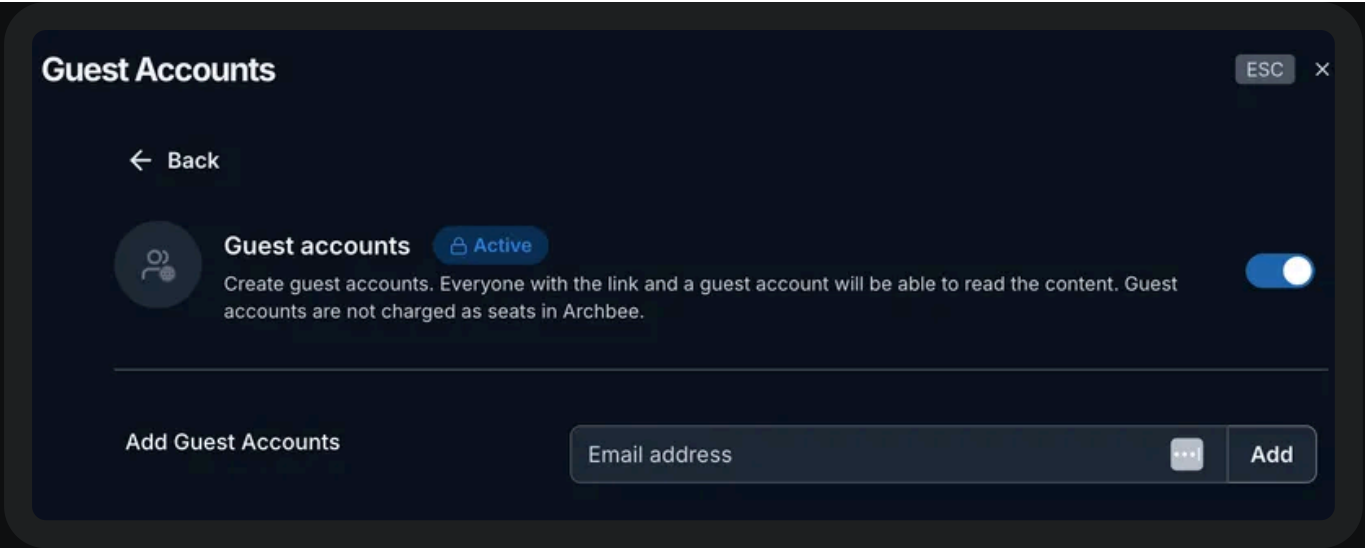 Guest Accounts
ESC
Back
Guest accounts
Active
Create guest accounts. Everyone with the link and a guest account will be able to read the content. Guest
accounts are not charged as seats in Archbee.
Add Guest Accounts
Email address
Add